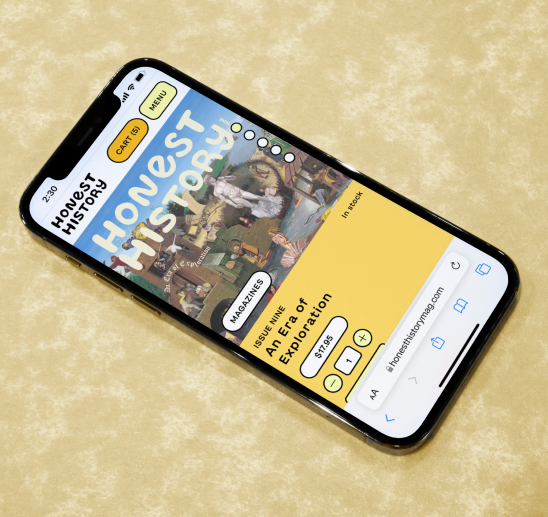 2:30
HONEST
HISTORY
CART (5)
MENU
HONEST
HISTORY!
An Era of Exploration
MAGAZINES
In stock
ISSUE NINE
An Era of
Exploration
$17.95
1
AA
honesthistorymag.com